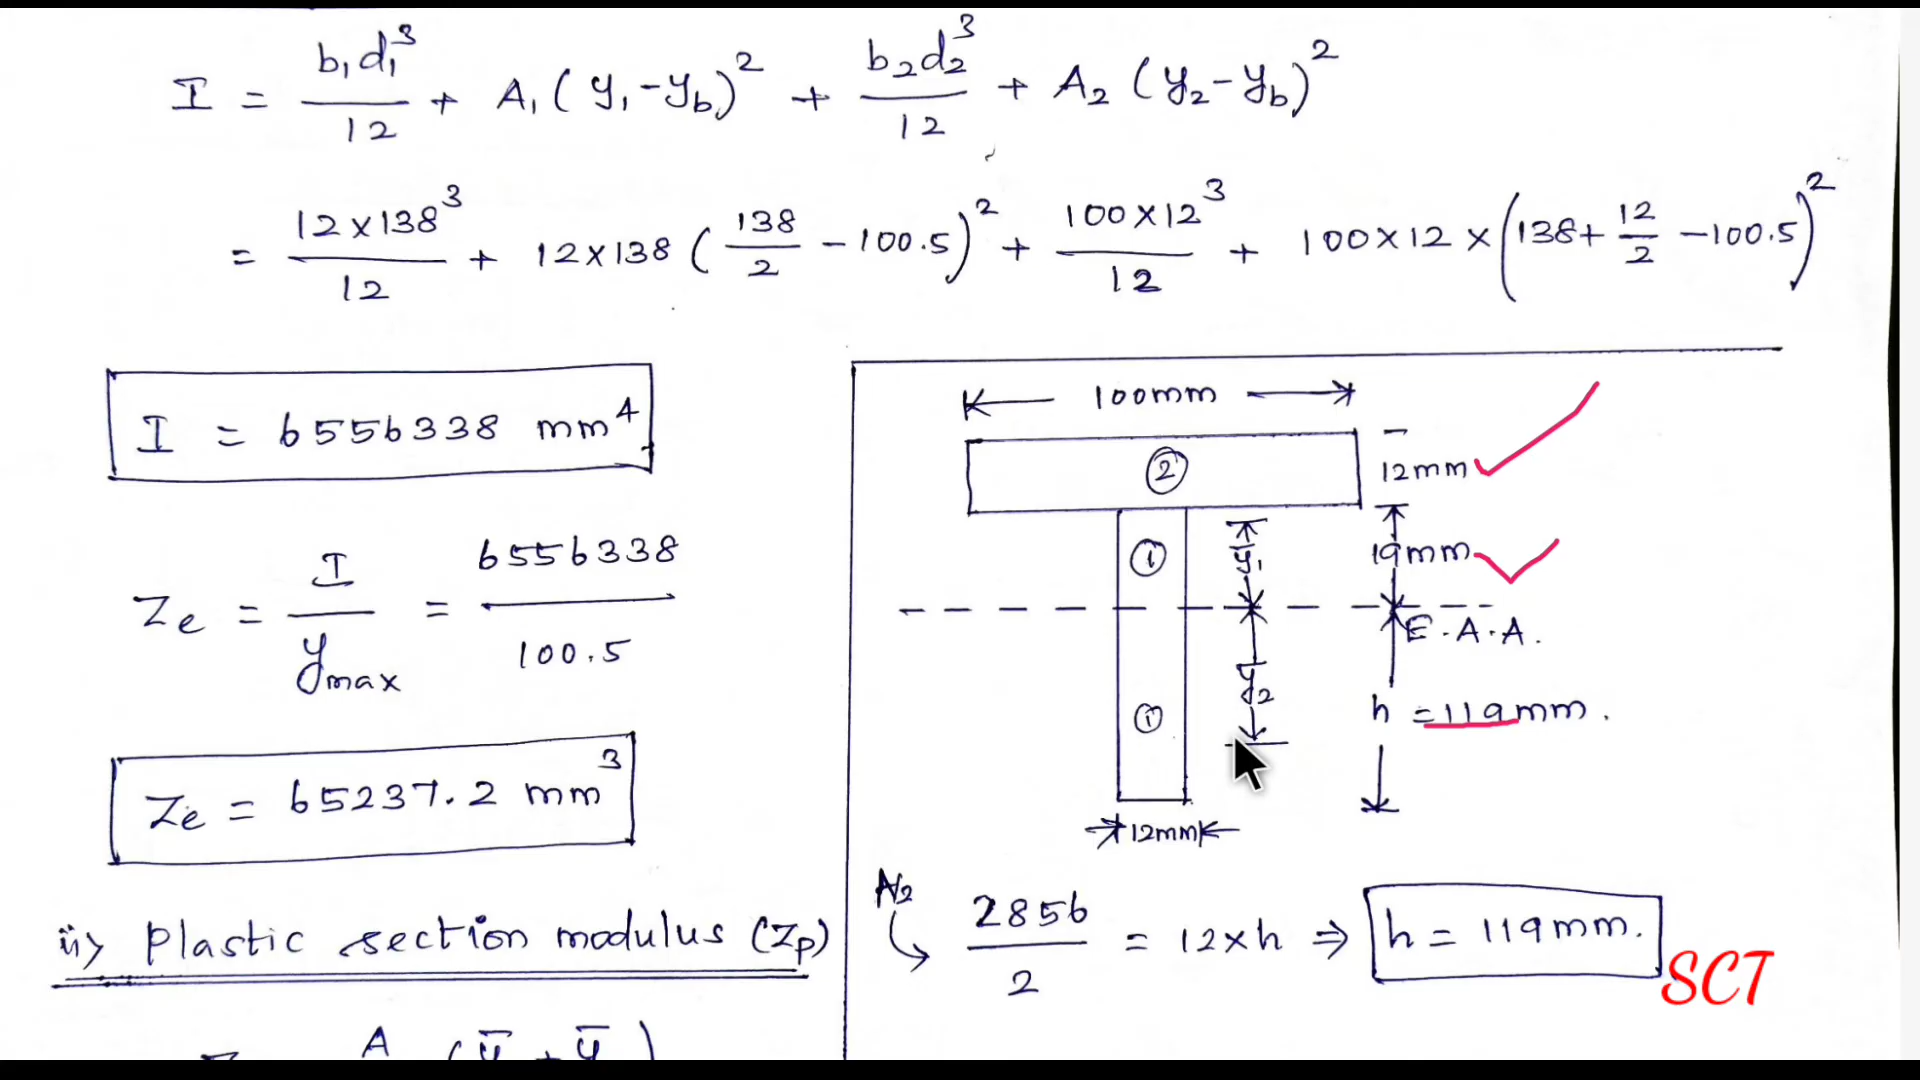 I = b₁d₁³/12 + A₁(y₁-y_b)² + b₂d₂³/12 + A₂(y₂-y_b)²
= 12×138³/12 + 12×138(138/2 - 100.5)² + 100×12³/12 + 100×12×(138+12/2 - 100.5)²
I = 6556338 mm⁴
Ze = I/ymax = 6556338/100.5
Ze = 65237.2 mm³
ii) Plastic section modulus (Zp)
A (ȳ + ȳ)
100mm
②
12mm
①
ȳ₁
19mm
E.A.A.
①
ȳ₂
h = 119mm.
12mm
A/2
2856/2 = 12×h ⇒ h = 119mm.
SCT